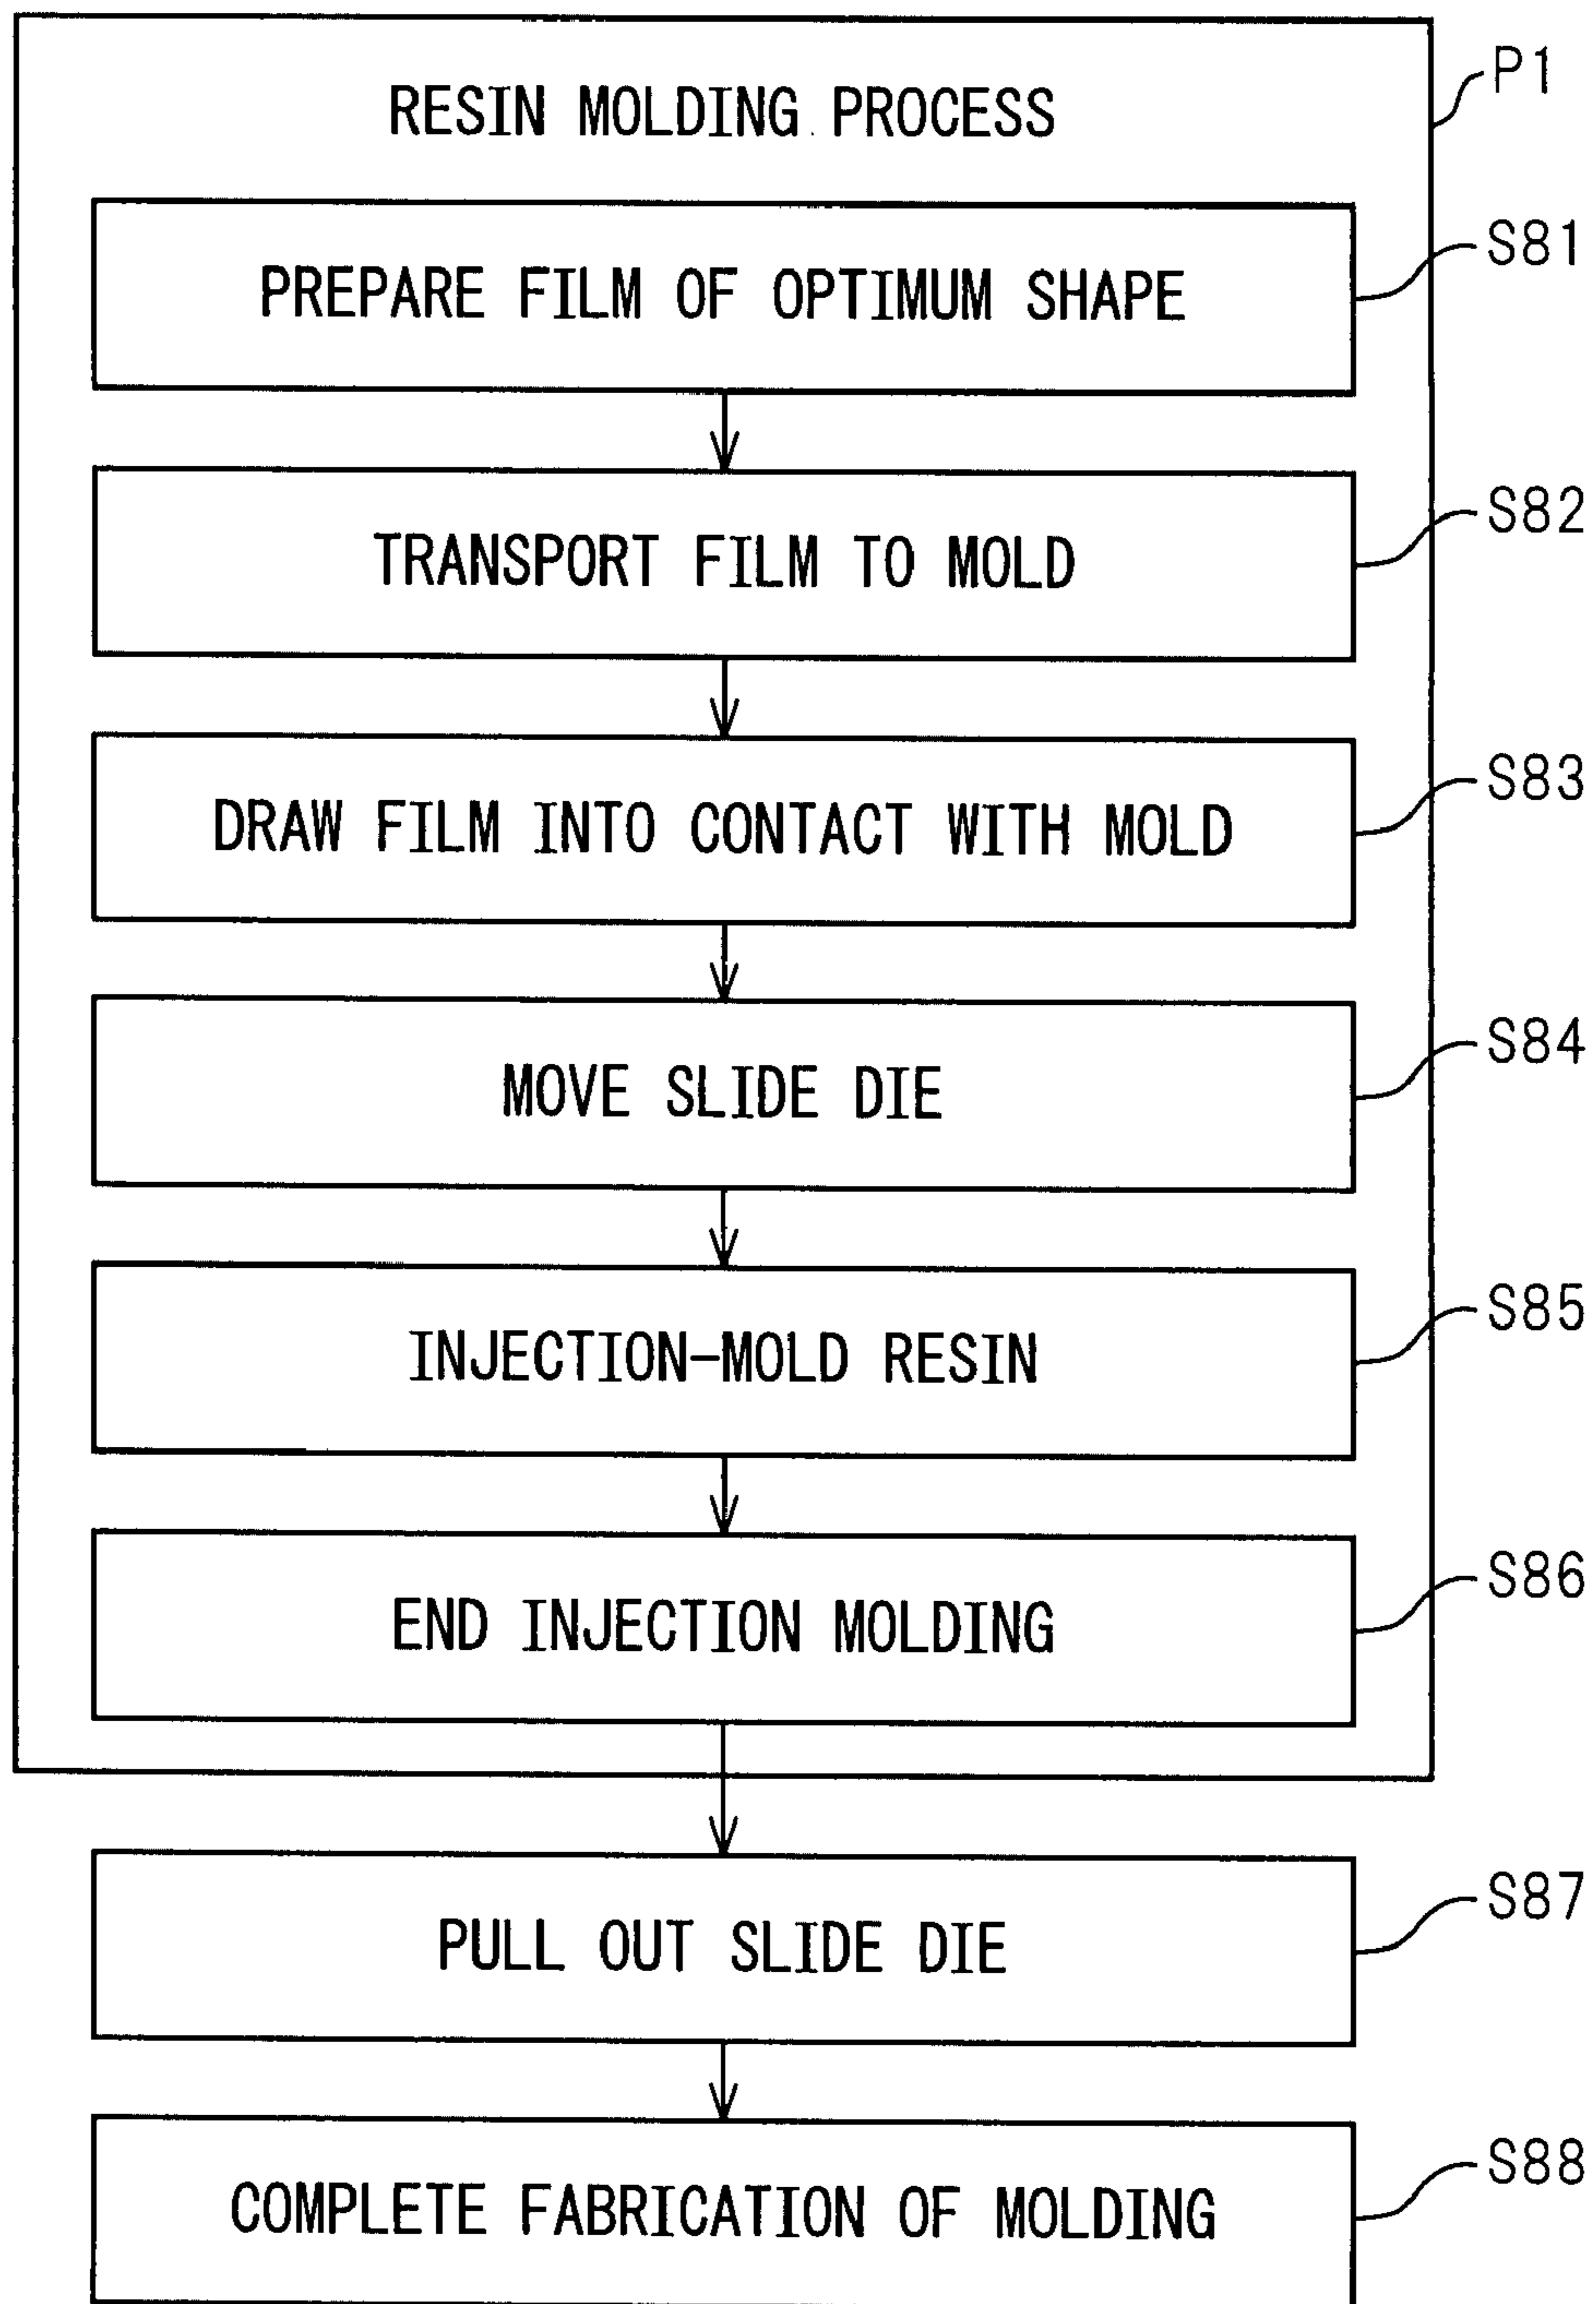 P1
RESIN MOLDING PROCESS
S81
PREPARE FILM OF OPTIMUM SHAPE
S82
TRANSPORT FILM TO MOLD
S83
DRAW FILM INTO CONTACT WITH MOLD
S84
MOVE SLIDE DIE
S85
INJECTION-MOLD RESIN
S86
END INJECTION MOLDING
S87
PULL OUT SLIDE DIE
S88
COMPLETE FABRICATION OF MOLDING